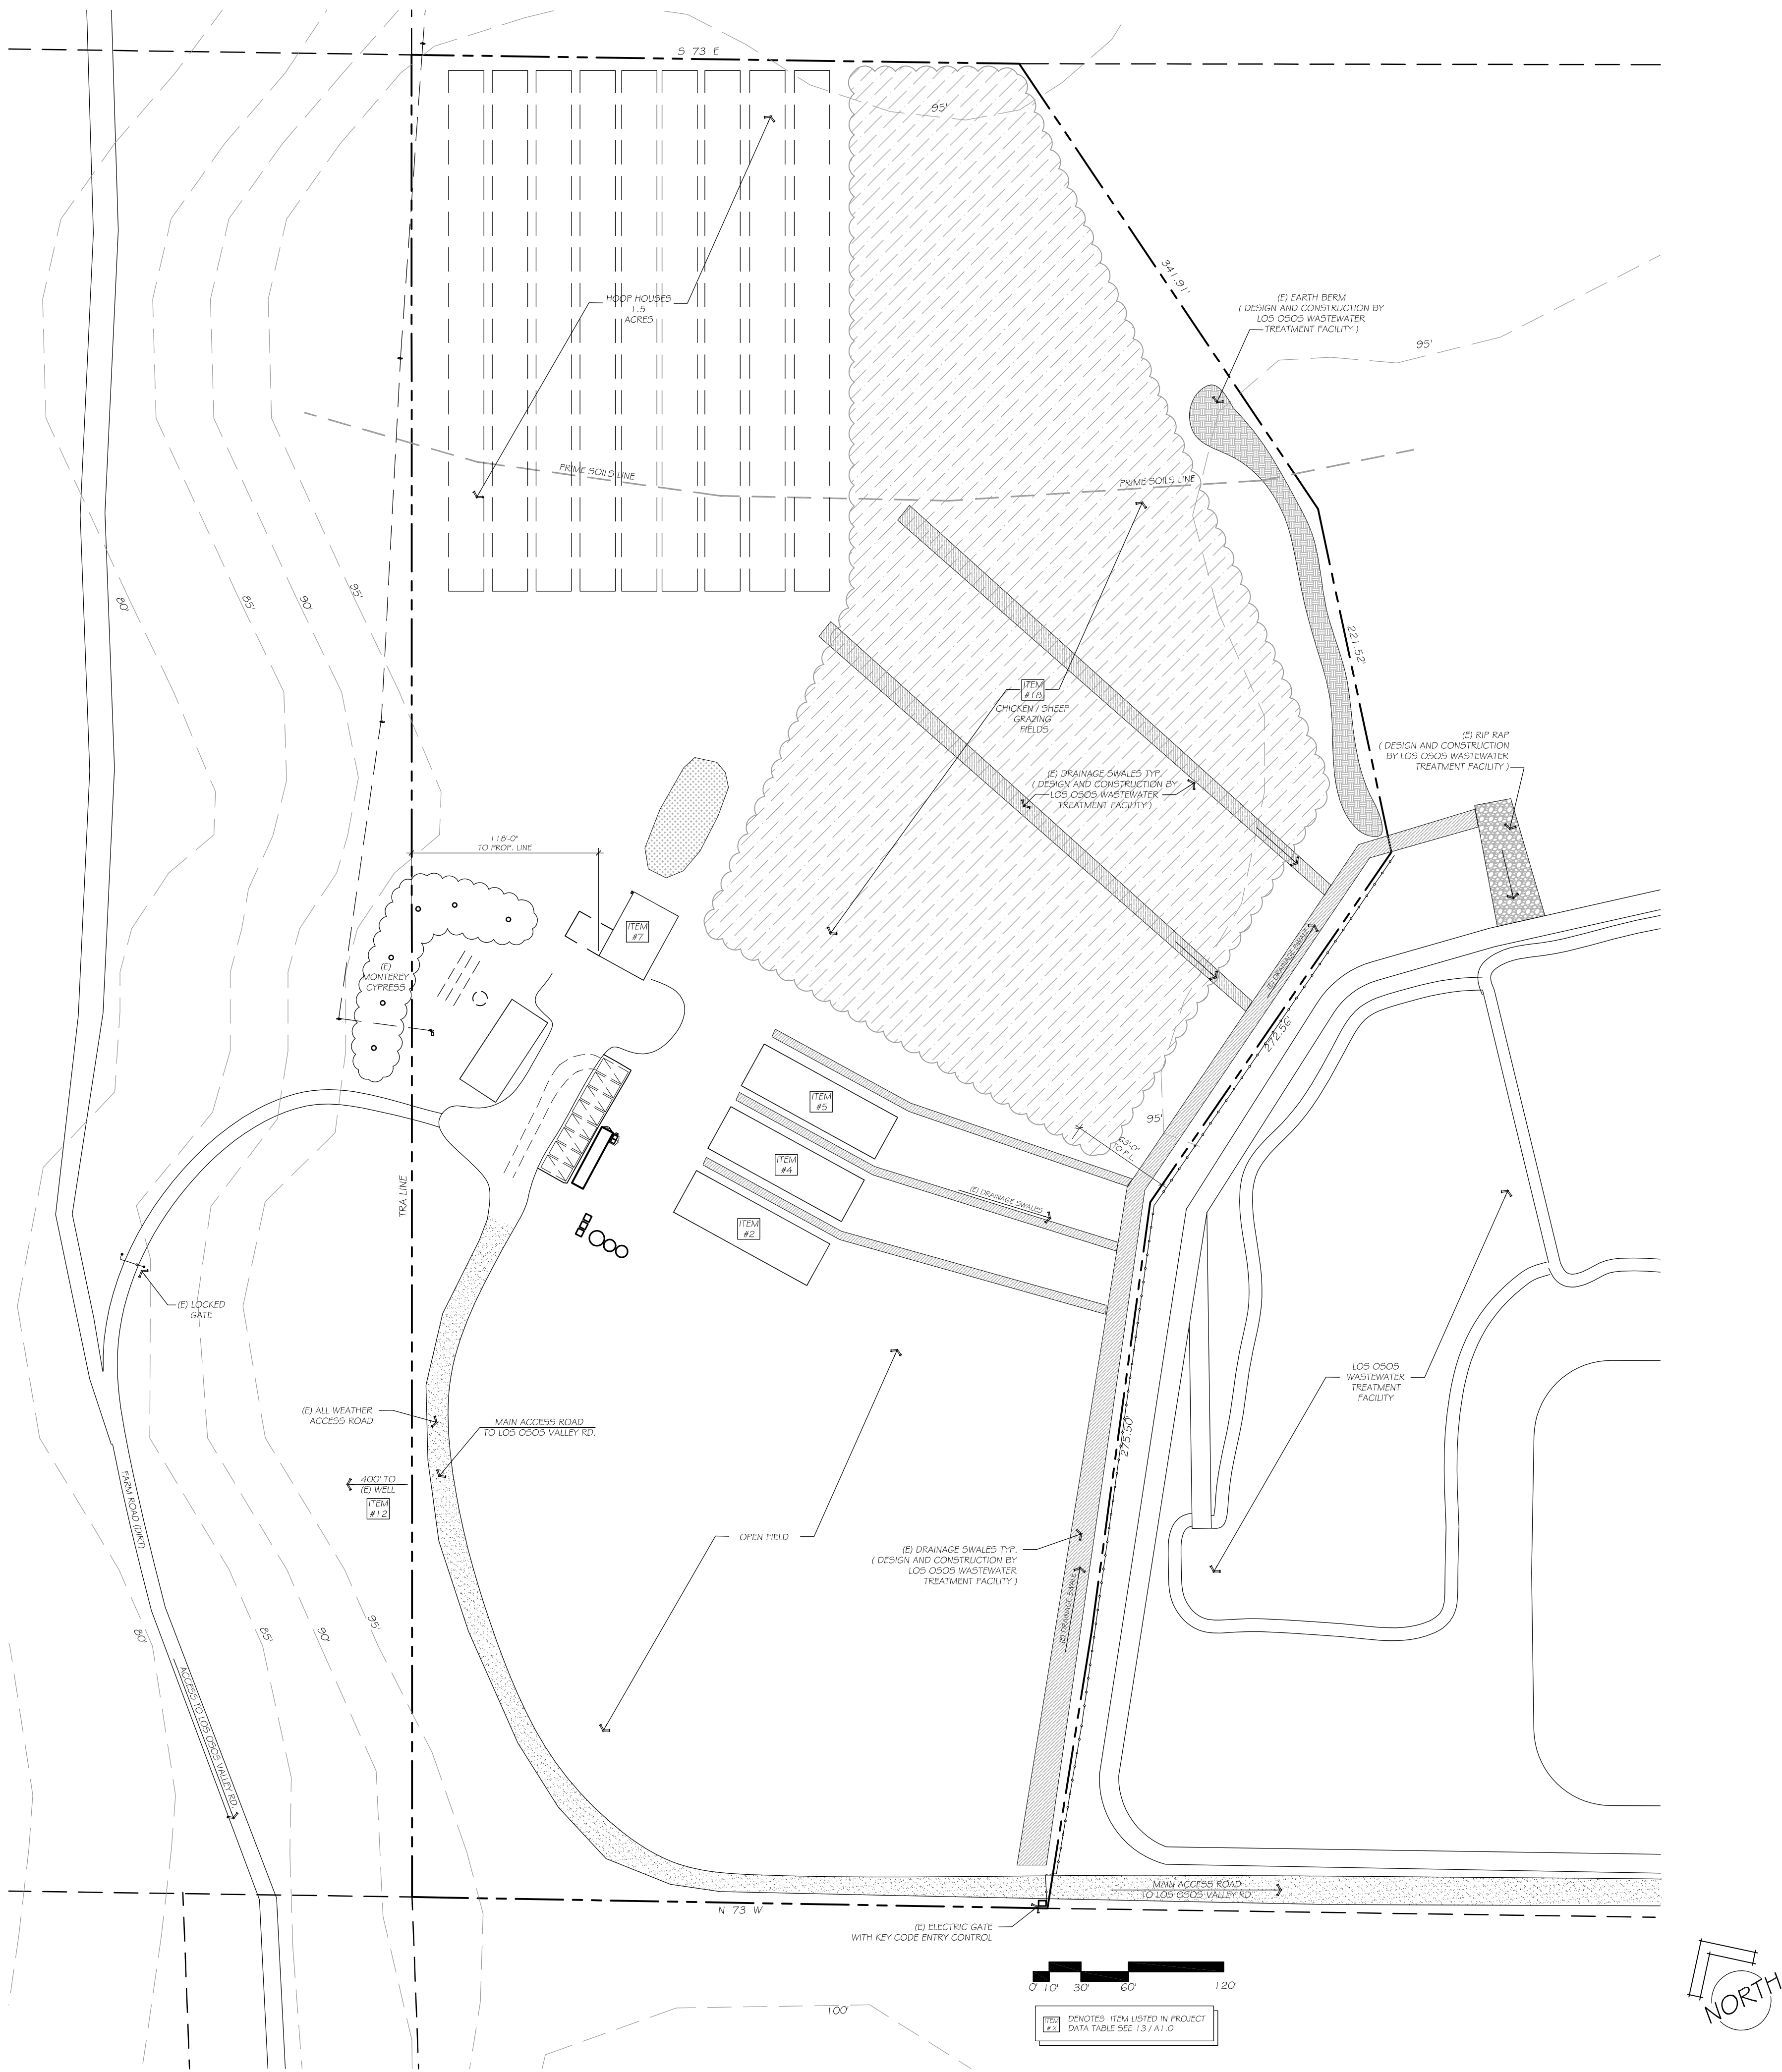 S 73 E
95'
HOOP HOUSES
1.5
ACRES
341.91'
(E) EARTH BERM
( DESIGN AND CONSTRUCTION BY
LOS OSOS WASTEWATER
TREATMENT FACILITY )
95'
PRIME SOILS LINE
PRIME SOILS LINE
80'
85'
90'
95'
221.52'
ITEM
#18
CHICKEN / SHEEP
GRAZING
FIELDS
(E) RIP RAP
( DESIGN AND CONSTRUCTION
BY LOS OSOS WASTEWATER
TREATMENT FACILITY )
(E) DRAINAGE SWALES TYP.
( DESIGN AND CONSTRUCTION BY
LOS OSOS WASTEWATER
TREATMENT FACILITY )
118'-0"
TO PROP. LINE
ITEM
#7
(E)
MONTEREY
CYPRESS
(E) DRAINAGE SWALE
272.56'
ITEM
#5
95'
63'-0"
TO P.L.
ITEM
#4
TRA LINE
(E) DRAINAGE SWALES
ITEM
#2
(E) LOCKED
GATE
LOS OSOS
WASTEWATER
TREATMENT
FACILITY
(E) ALL WEATHER
ACCESS ROAD
MAIN ACCESS ROAD
TO LOS OSOS VALLEY RD.
275.50'
400' TO
(E) WELL
ITEM
#12
FARM ROAD (DIRT)
OPEN FIELD
(E) DRAINAGE SWALES TYP.
( DESIGN AND CONSTRUCTION BY
LOS OSOS WASTEWATER
TREATMENT FACILITY )
(E) DRAINAGE SWALE
80'
85'
90'
95'
ACCESS TO LOS OSOS VALLEY RD.
MAIN ACCESS ROAD
TO LOS OSOS VALLEY RD.
N 73 W
(E) ELECTRIC GATE
WITH KEY CODE ENTRY CONTROL
0' 10' 30' 60' 120'
100'
ITEM
# X
DENOTES ITEM LISTED IN PROJECT
DATA TABLE SEE 13 / A1.0
NORTH